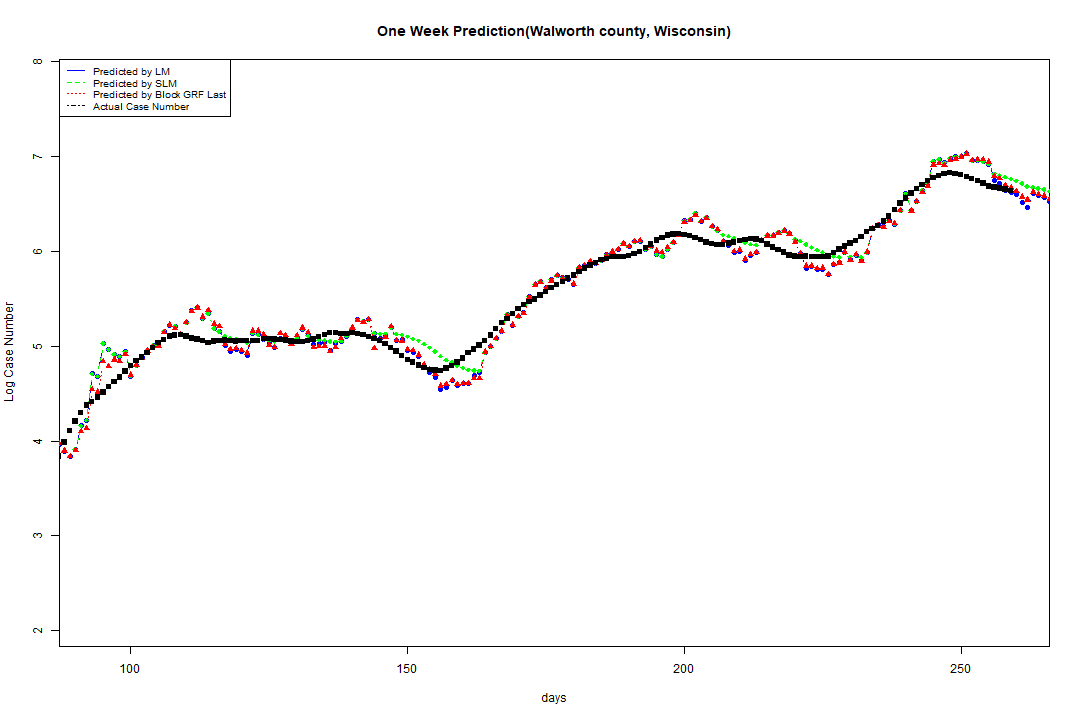 One Week Prediction(Walworth county, Wisconsin)
Predicted by LM
Predicted by SLM
Predicted by Block GRF Last
Actual Case Number
8
7
6
5
4
3
2
Log Case Number
100 150 200 250
days